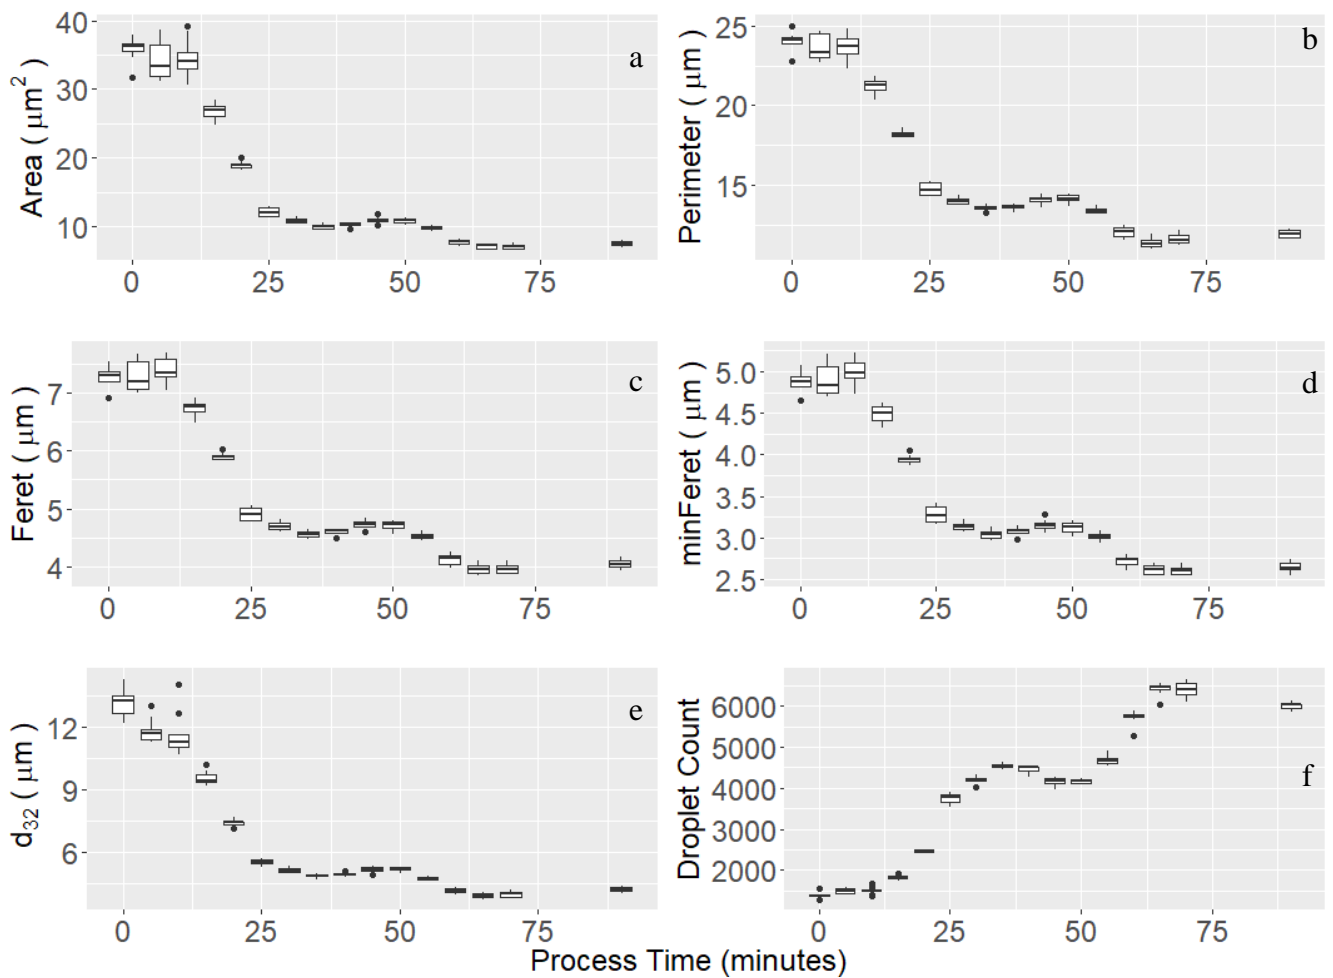 a
Area ( μm²)
40
30
20
10
0 25 50 75
b
Perimeter ( μm)
25
20
15
0 25 50 75
c
Feret ( μm )
7
6
5
4
0 25 50 75
d
minFeret ( μm )
5.0
4.5
4.0
3.5
3.0
2.5
0 25 50 75
e
d₃₂ ( μm )
12
9
6
0 25 50 75
f
Droplet Count
6000
5000
4000
3000
2000
0 25 50 75
Process Time (minutes)